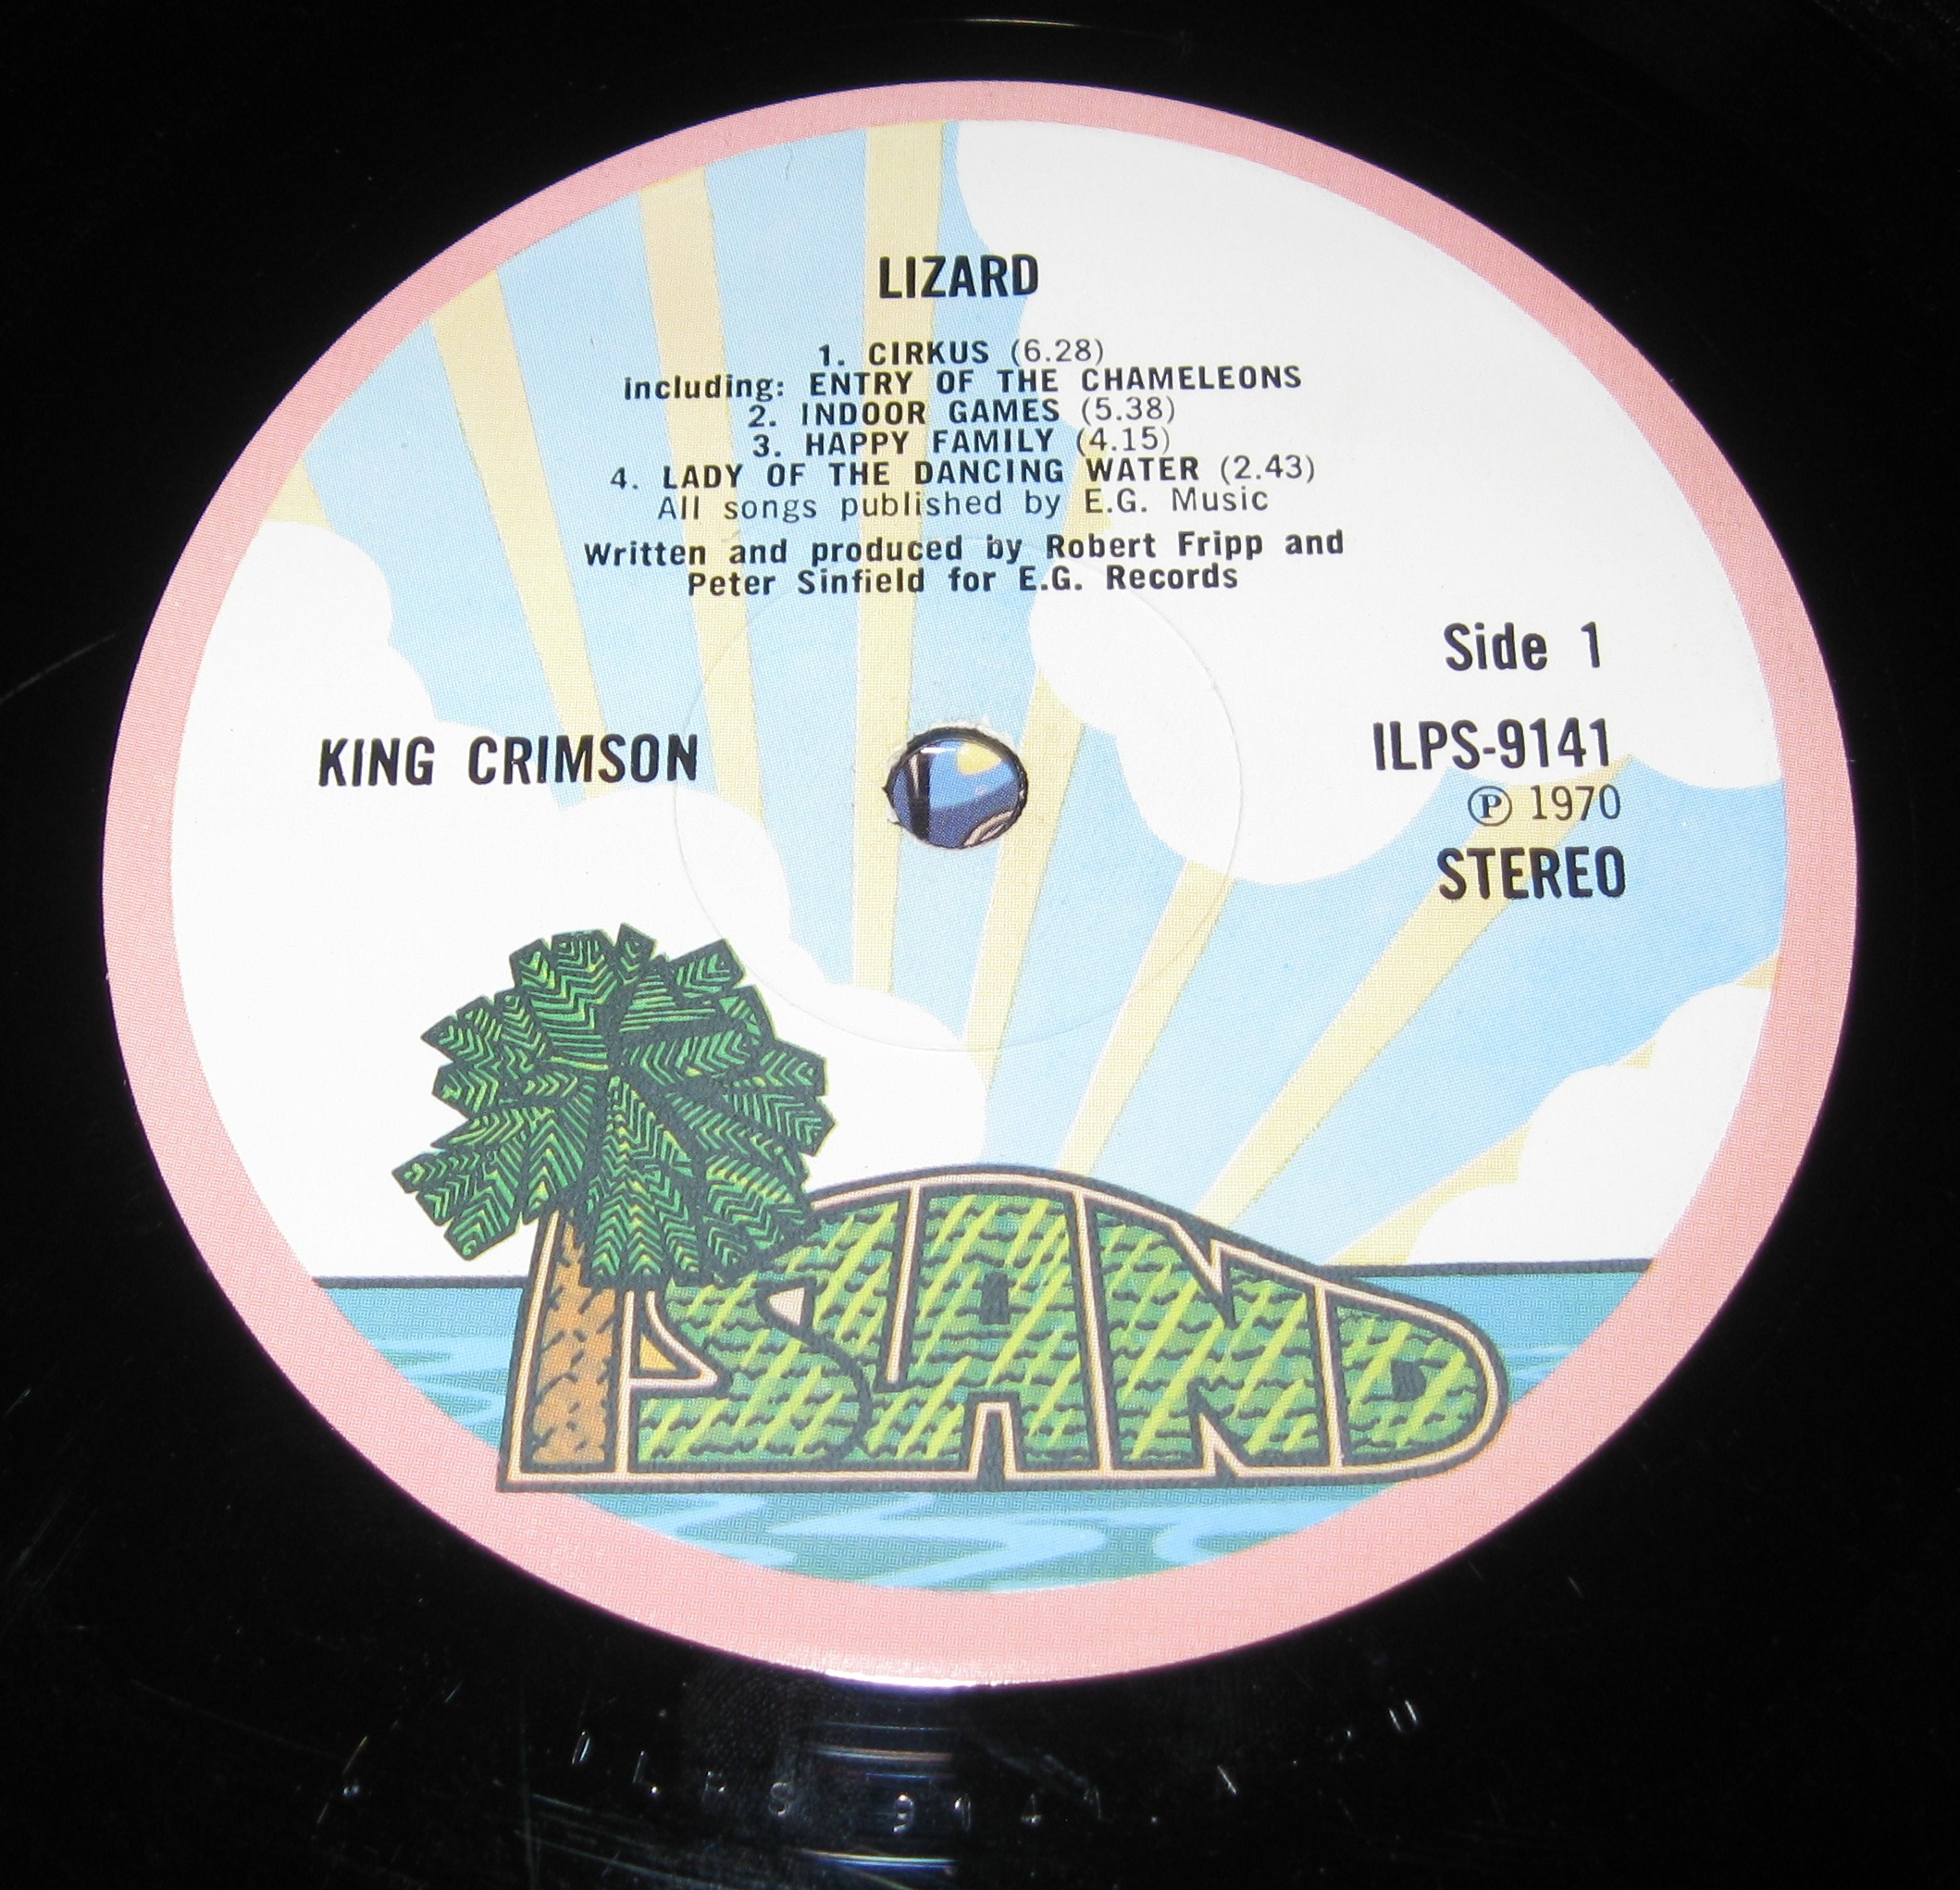 LIZARD
1. CIRKUS (6.28)
including: ENTRY OF THE CHAMELEONS
2. INDOOR GAMES (5.38)
3. HAPPY FAMILY (4.15)
4. LADY OF THE DANCING WATER (2.43)
All songs published by E.G. Music
Written and produced by Robert Fripp and
Peter Sinfield for E.G. Records
Side 1
KING CRIMSON
ILPS-9141
℗ 1970
STEREO
ISLAND
ILPS 9141